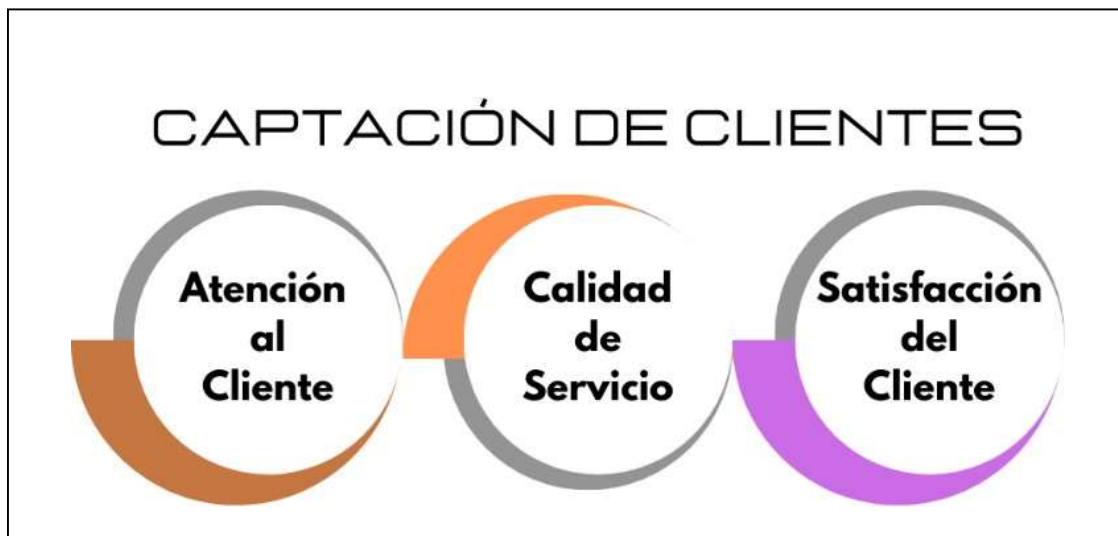 CAPTACIÓN DE CLIENTES
Atención
al
Cliente
Calidad
de
Servicio
Satisfacción
del
Cliente